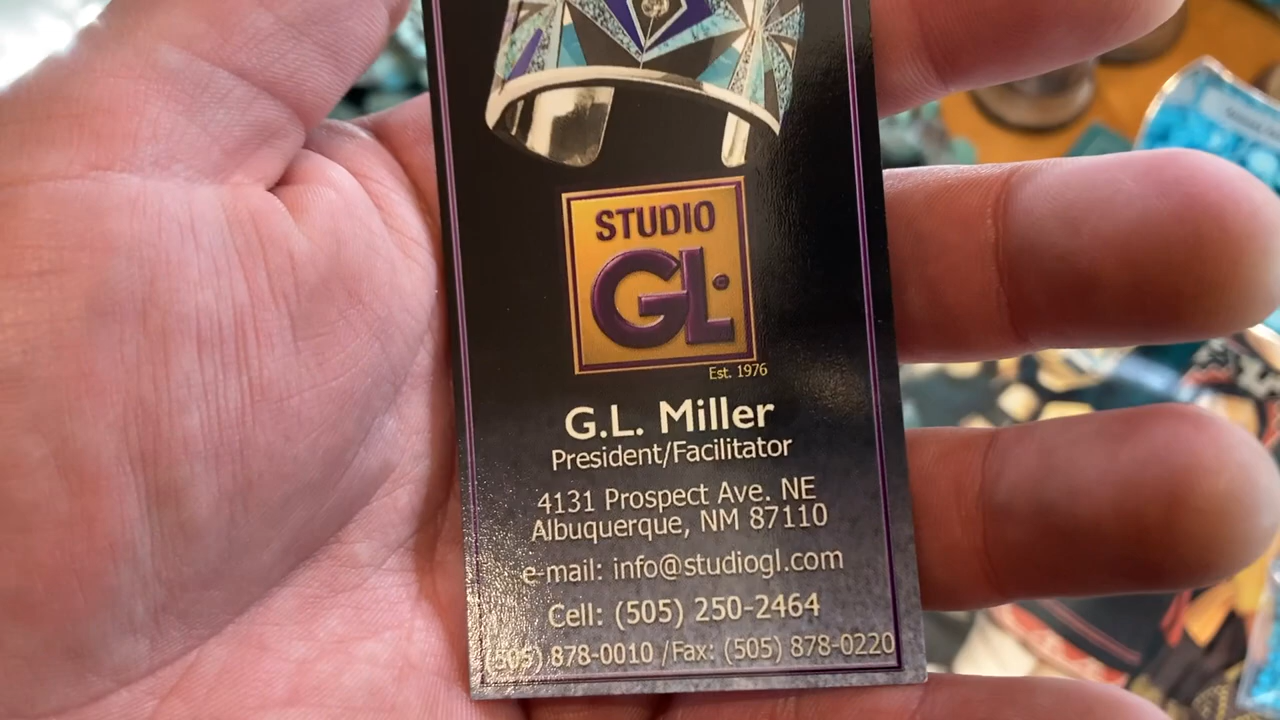 STUDIO
GL
Est. 1976
G.L. Miller
President/Facilitator
4131 Prospect Ave. NE
Albuquerque, NM 87110
e-mail: info@studiogl.com
Cell: (505) 250-2464
(505) 878-0010 /Fax: (505) 878-0220